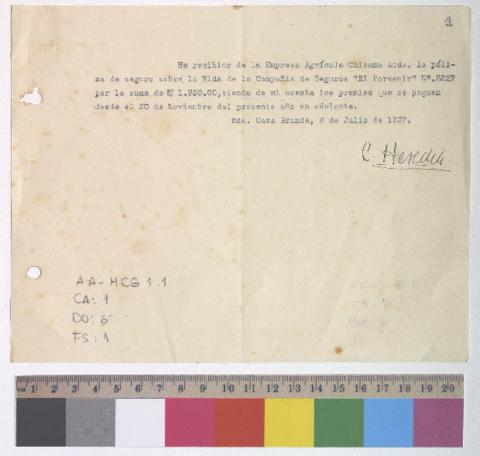 1
He recibido de la Empresa Agrícola Chicama Ltda. la póli-
za de seguro sobre la Vida de la Compañía de Seguros "El Porvenir" Nº.5227
por la suma de 1.920.00, siendo de mi cuenta los premios que se paguen
desde el 20 de Noviembre del presente año en adelante.
Hda. Casa Grande, 8 de Julio de 1927.
C. Heredia.
AA-HCG 1.1
CA: 1
DO: 6
FS: 1
CM 1 2 3 4 5 6 7 8 9 10 11 12 13 14 15 16 17 18 19 20